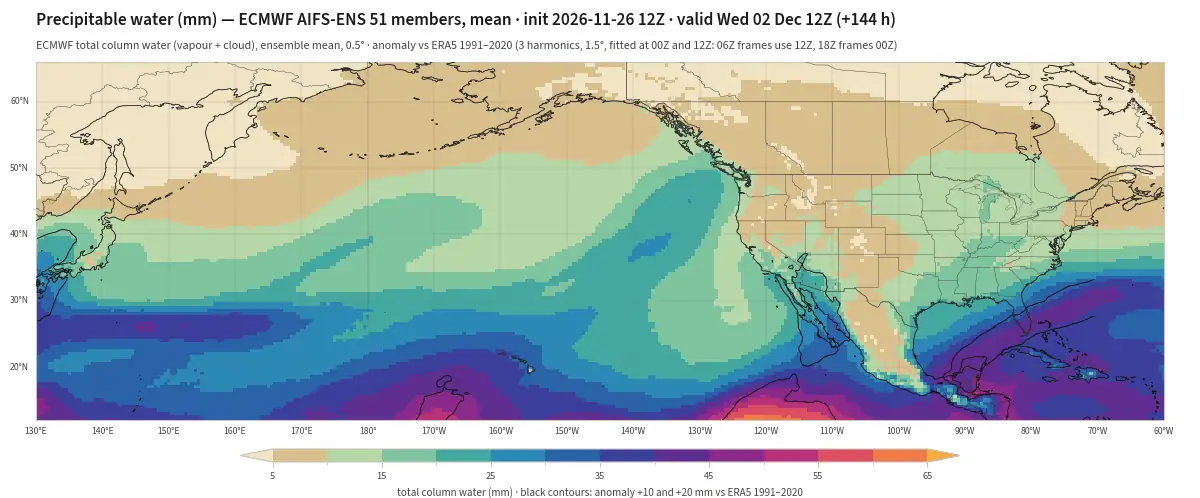 Precipitable water (mm) — ECMWF AIFS-ENS 51 members, mean · init 2026-11-26 12Z · valid Wed 02 Dec 12Z (+144 h)
ECMWF total column water (vapour + cloud), ensemble mean, 0.5° · anomaly vs ERA5 1991–2020 (3 harmonics, 1.5°, fitted at 00Z and 12Z: 06Z frames use 12Z, 18Z frames 00Z)
60°N
50°N
40°N
30°N
20°N
130°E 140°E 150°E 160°E 170°E 180° 170°W 160°W 150°W 140°W 130°W 120°W 110°W 100°W 90°W 80°W 70°W 60°W
5 15 25 35 45 55 65
total column water (mm) · black contours: anomaly +10 and +20 mm vs ERA5 1991–2020